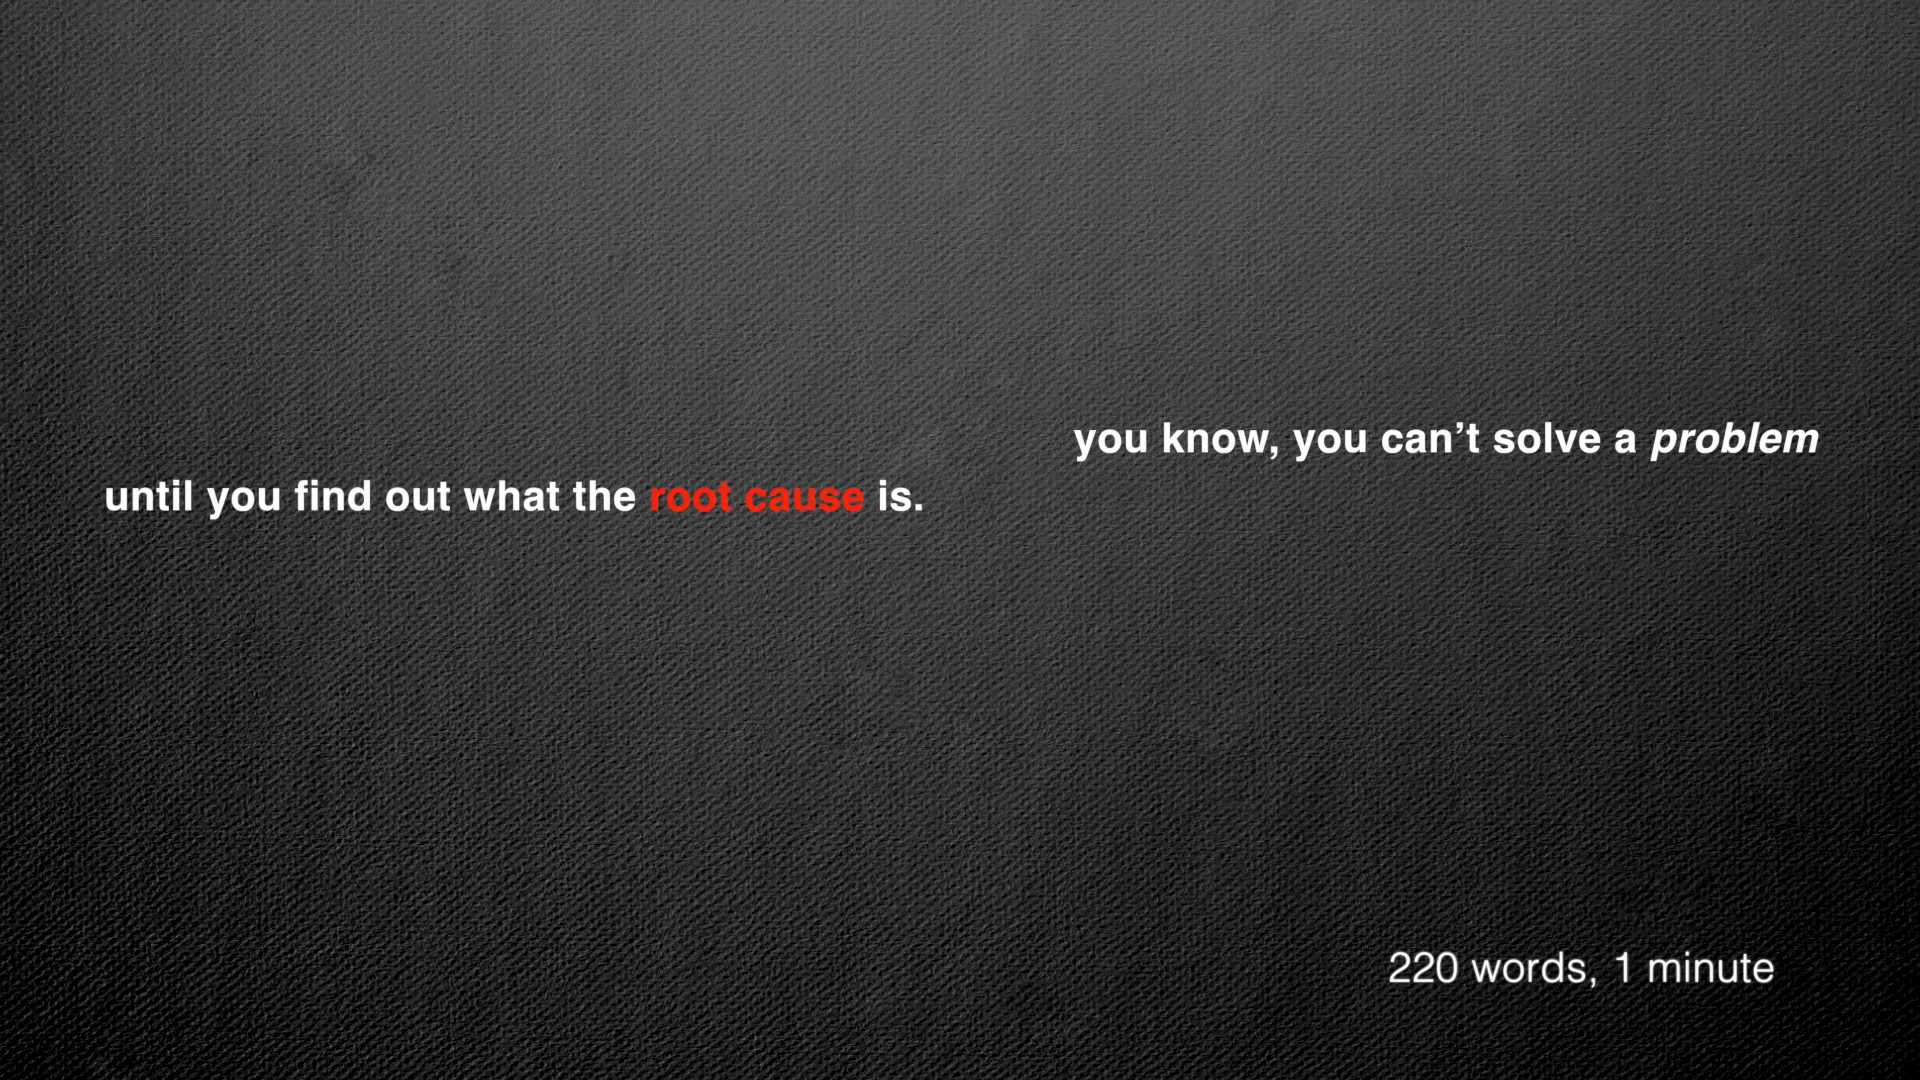 you know, you can’t solve a problem
until you find out what the root cause is.
220 words, 1 minute